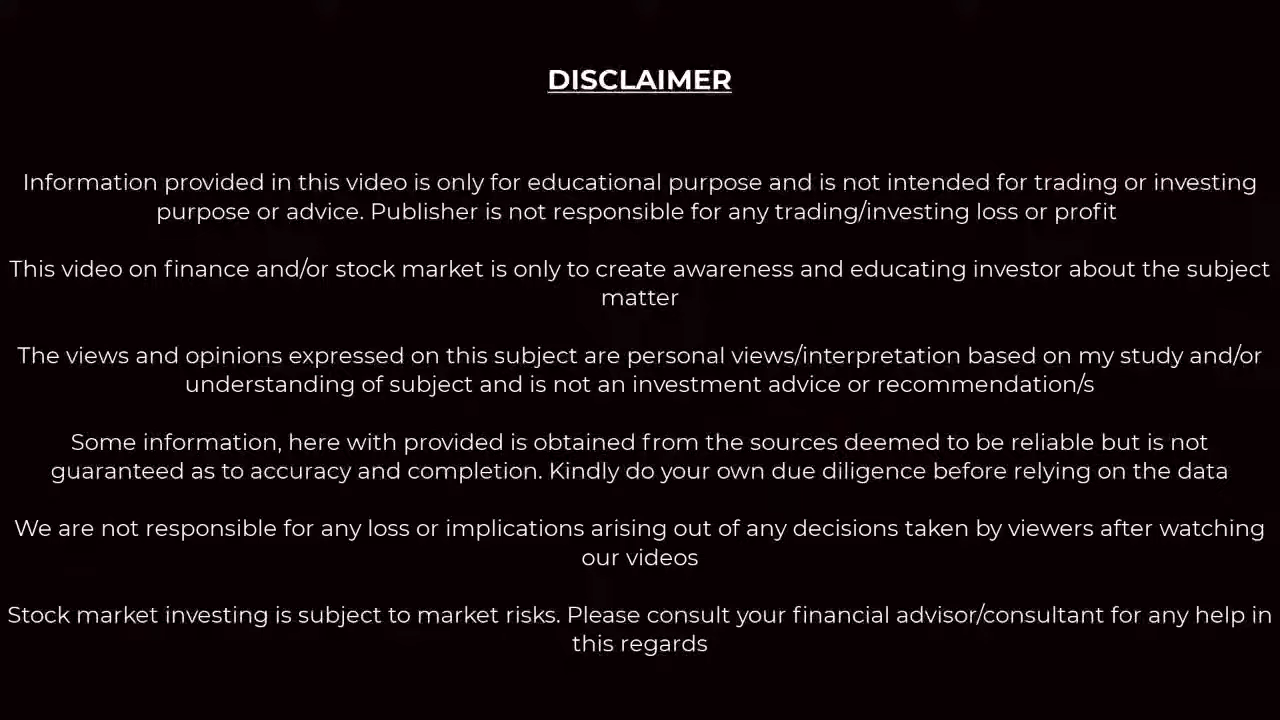 DISCLAIMER
Information provided in this video is only for educational purpose and is not intended for trading or investing
purpose or advice. Publisher is not responsible for any trading/investing loss or profit
This video on finance and/or stock market is only to create awareness and educating investor about the subject
matter
The views and opinions expressed on this subject are personal views/interpretation based on my study and/or
understanding of subject and is not an investment advice or recommendation/s
Some information, here with provided is obtained from the sources deemed to be reliable but is not
guaranteed as to accuracy and completion. Kindly do your own due diligence before relying on the data
We are not responsible for any loss or implications arising out of any decisions taken by viewers after watching
our videos
Stock market investing is subject to market risks. Please consult your financial advisor/consultant for any help in
this regards